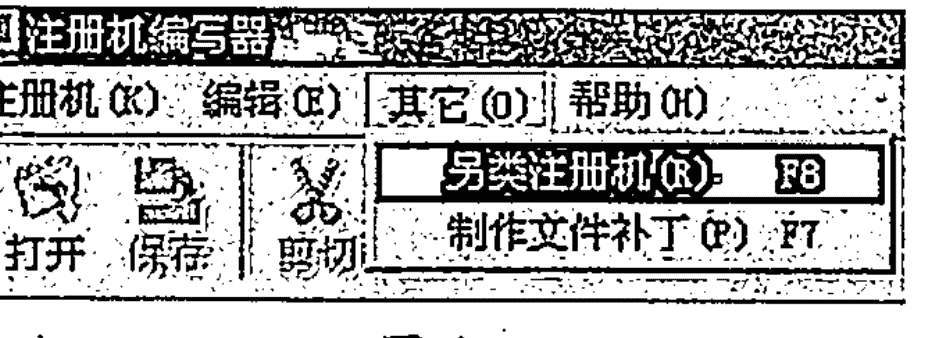 注册机编写器
注册机(K) 编辑(E) 其它(O) 帮助(H)
另类注册机(R). F8
制作文件补丁(P) F7
打开 保存 剪切